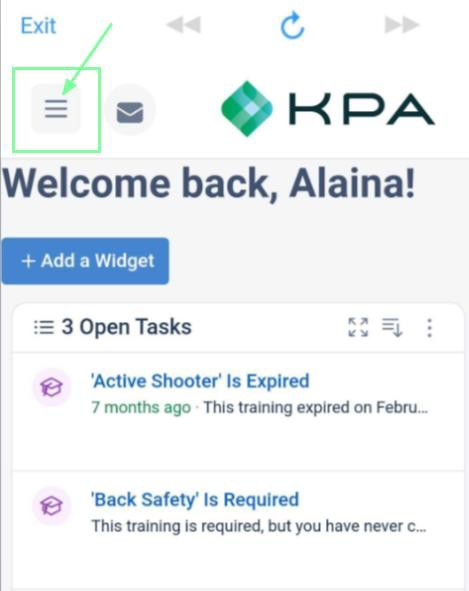 Exit
KPA
Welcome back, Alaina!
+ Add a Widget
3 Open Tasks
'Active Shooter' Is Expired
7 months ago · This training expired on Febru...
'Back Safety' Is Required
This training is required, but you have never c...